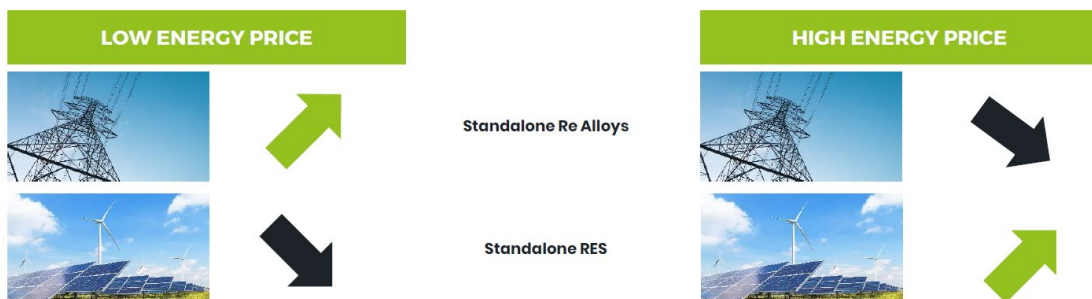 LOW ENERGY PRICE
HIGH ENERGY PRICE
Standalone Re Alloys
Standalone RES